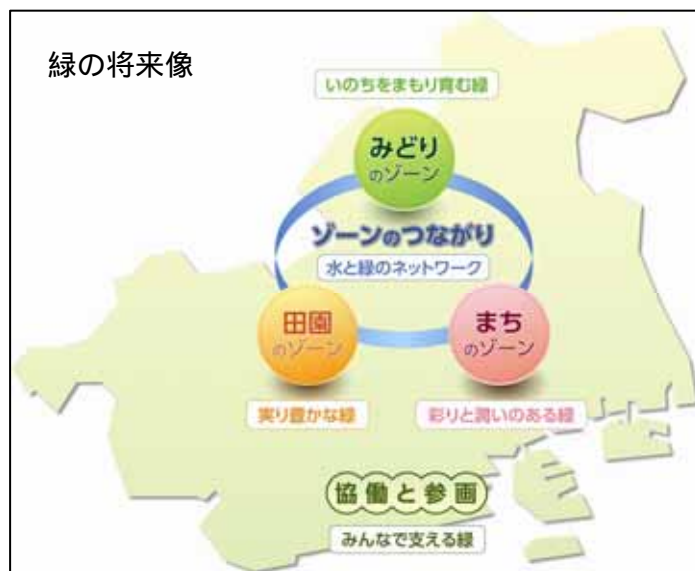 緑の将来像
いのちをまもり育む緑
みどり
のゾーン
ゾーンのつながり
水と緑のネットワーク
田園
のゾーン
まち
のゾーン
実り豊かな緑
彩りと潤いのある緑
協働と参画
みんなで支える緑